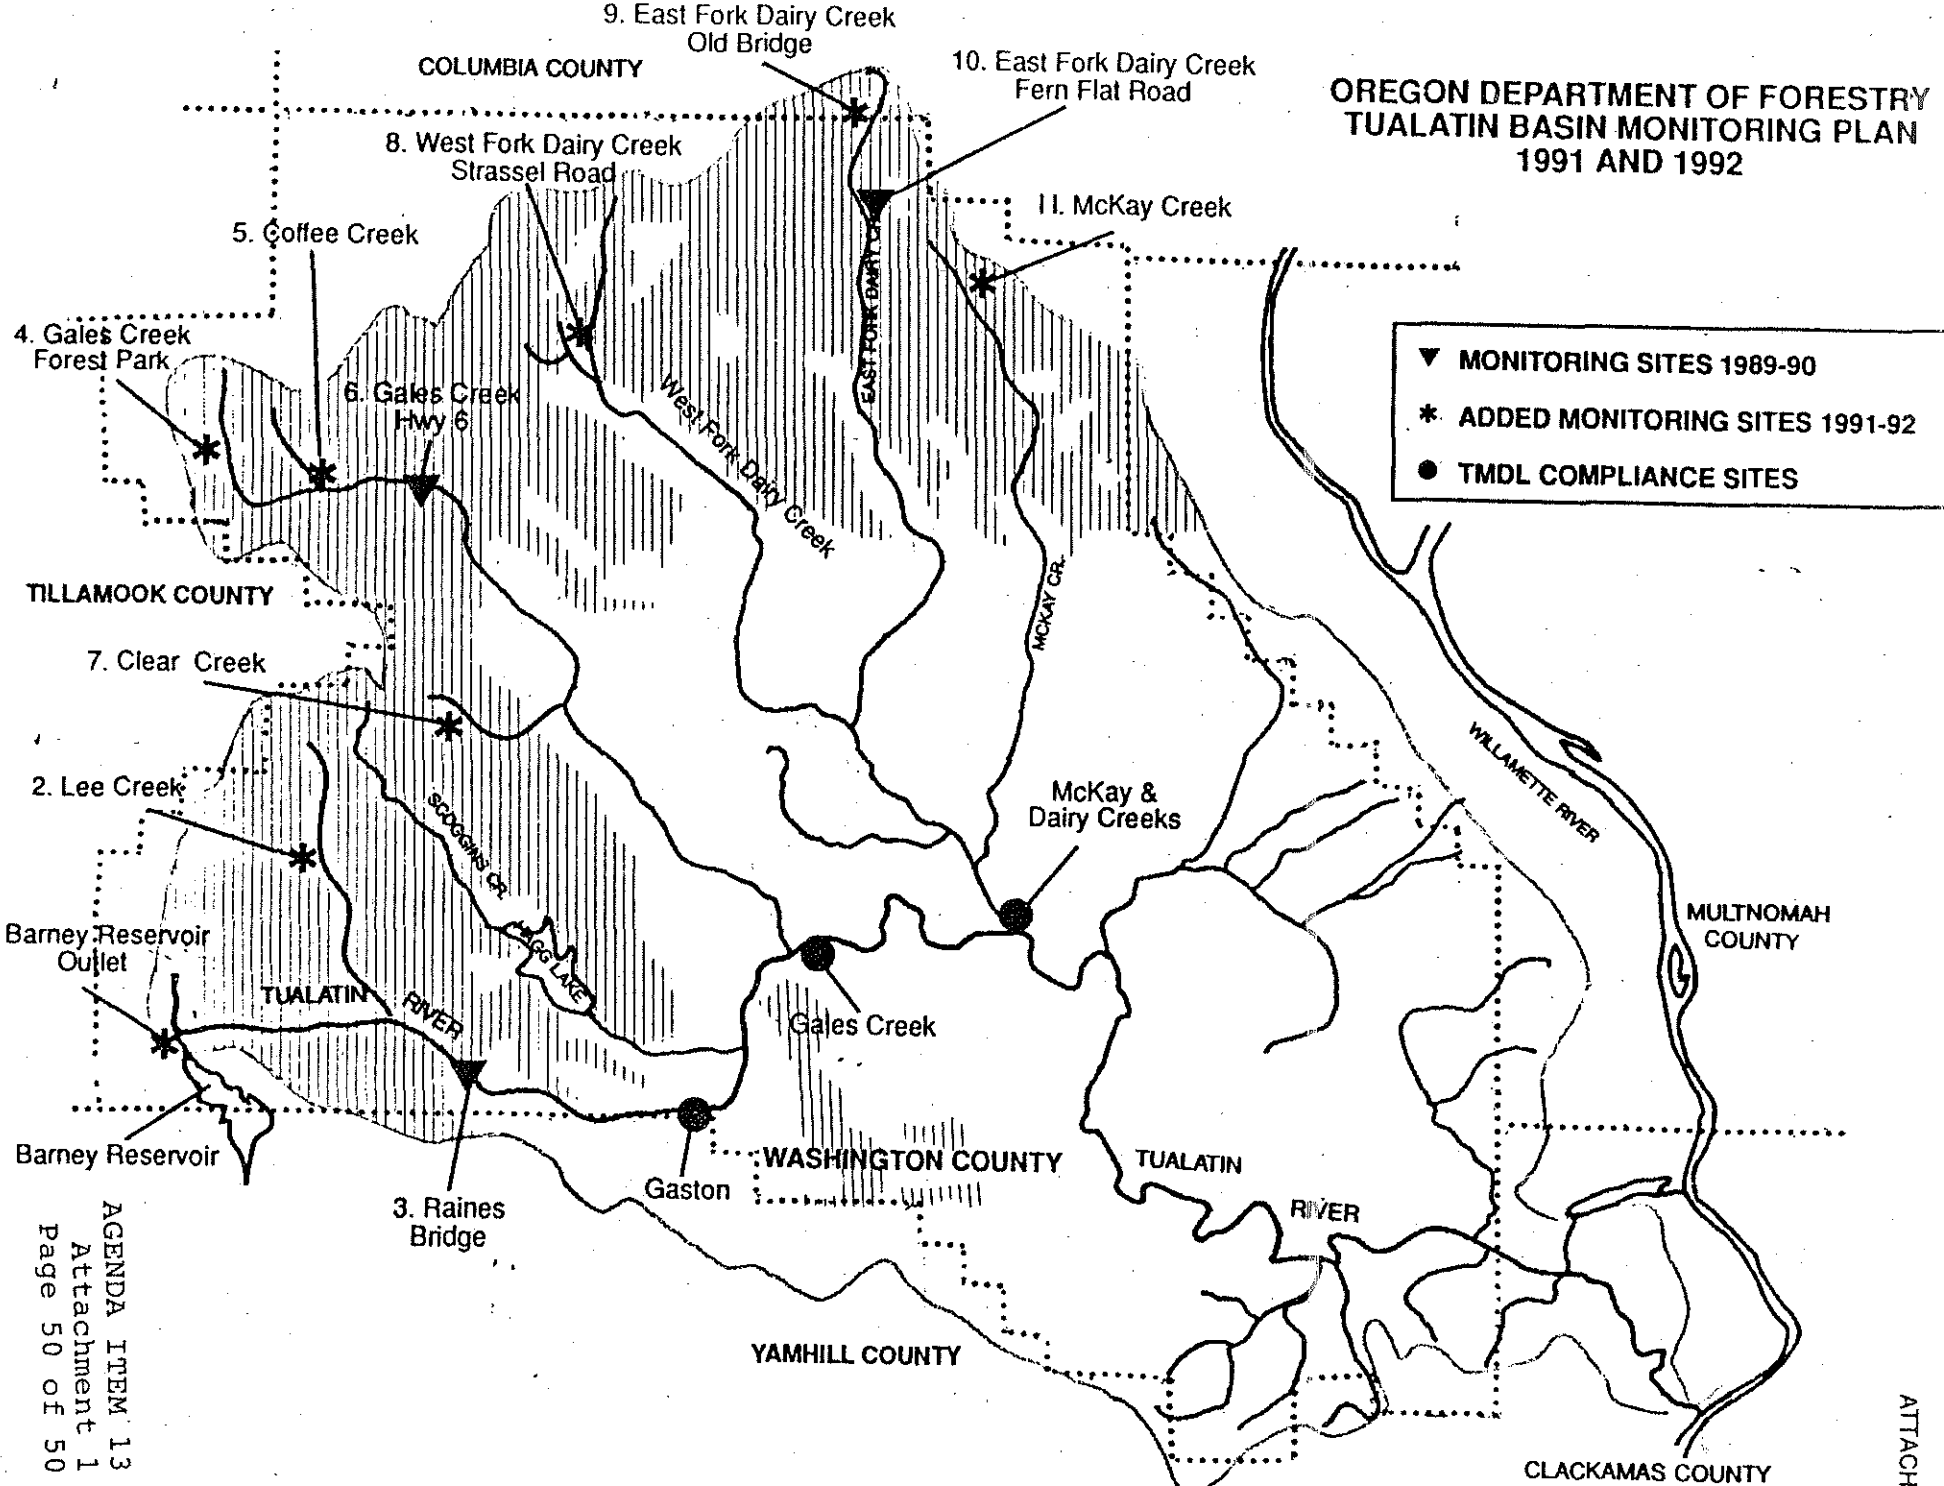 9. East Fork Dairy Creek
Old Bridge
COLUMBIA COUNTY
10. East Fork Dairy Creek
Fern Flat Road
OREGON DEPARTMENT OF FORESTRY
TUALATIN BASIN MONITORING PLAN
1991 AND 1992
8. West Fork Dairy Creek
Strassel Road
11. McKay Creek
5. Coffee Creek
EAST FORK DAIRY CR.
4. Gales Creek
Forest Park
MONITORING SITES 1989-90
ADDED MONITORING SITES 1991-92
TMDL COMPLIANCE SITES
6. Gales Creek
Hwy 6
West Fork Dairy Creek
TILLAMOOK COUNTY
MCKAY CR.
7. Clear Creek
WILLAMETTE RIVER
2. Lee Creek
SCOGGINS CR.
McKay &
Dairy Creeks
MULTNOMAH
COUNTY
Barney Reservoir
Outlet
HAGG LAKE
TUALATIN
RIVER
Gales Creek
Barney Reservoir
WASHINGTON COUNTY
TUALATIN
RIVER
Gaston
3. Raines
Bridge
YAMHILL COUNTY
CLACKAMAS COUNTY
AGENDA ITEM 13
Attachment 1
Page 50 of 50
ATTACH